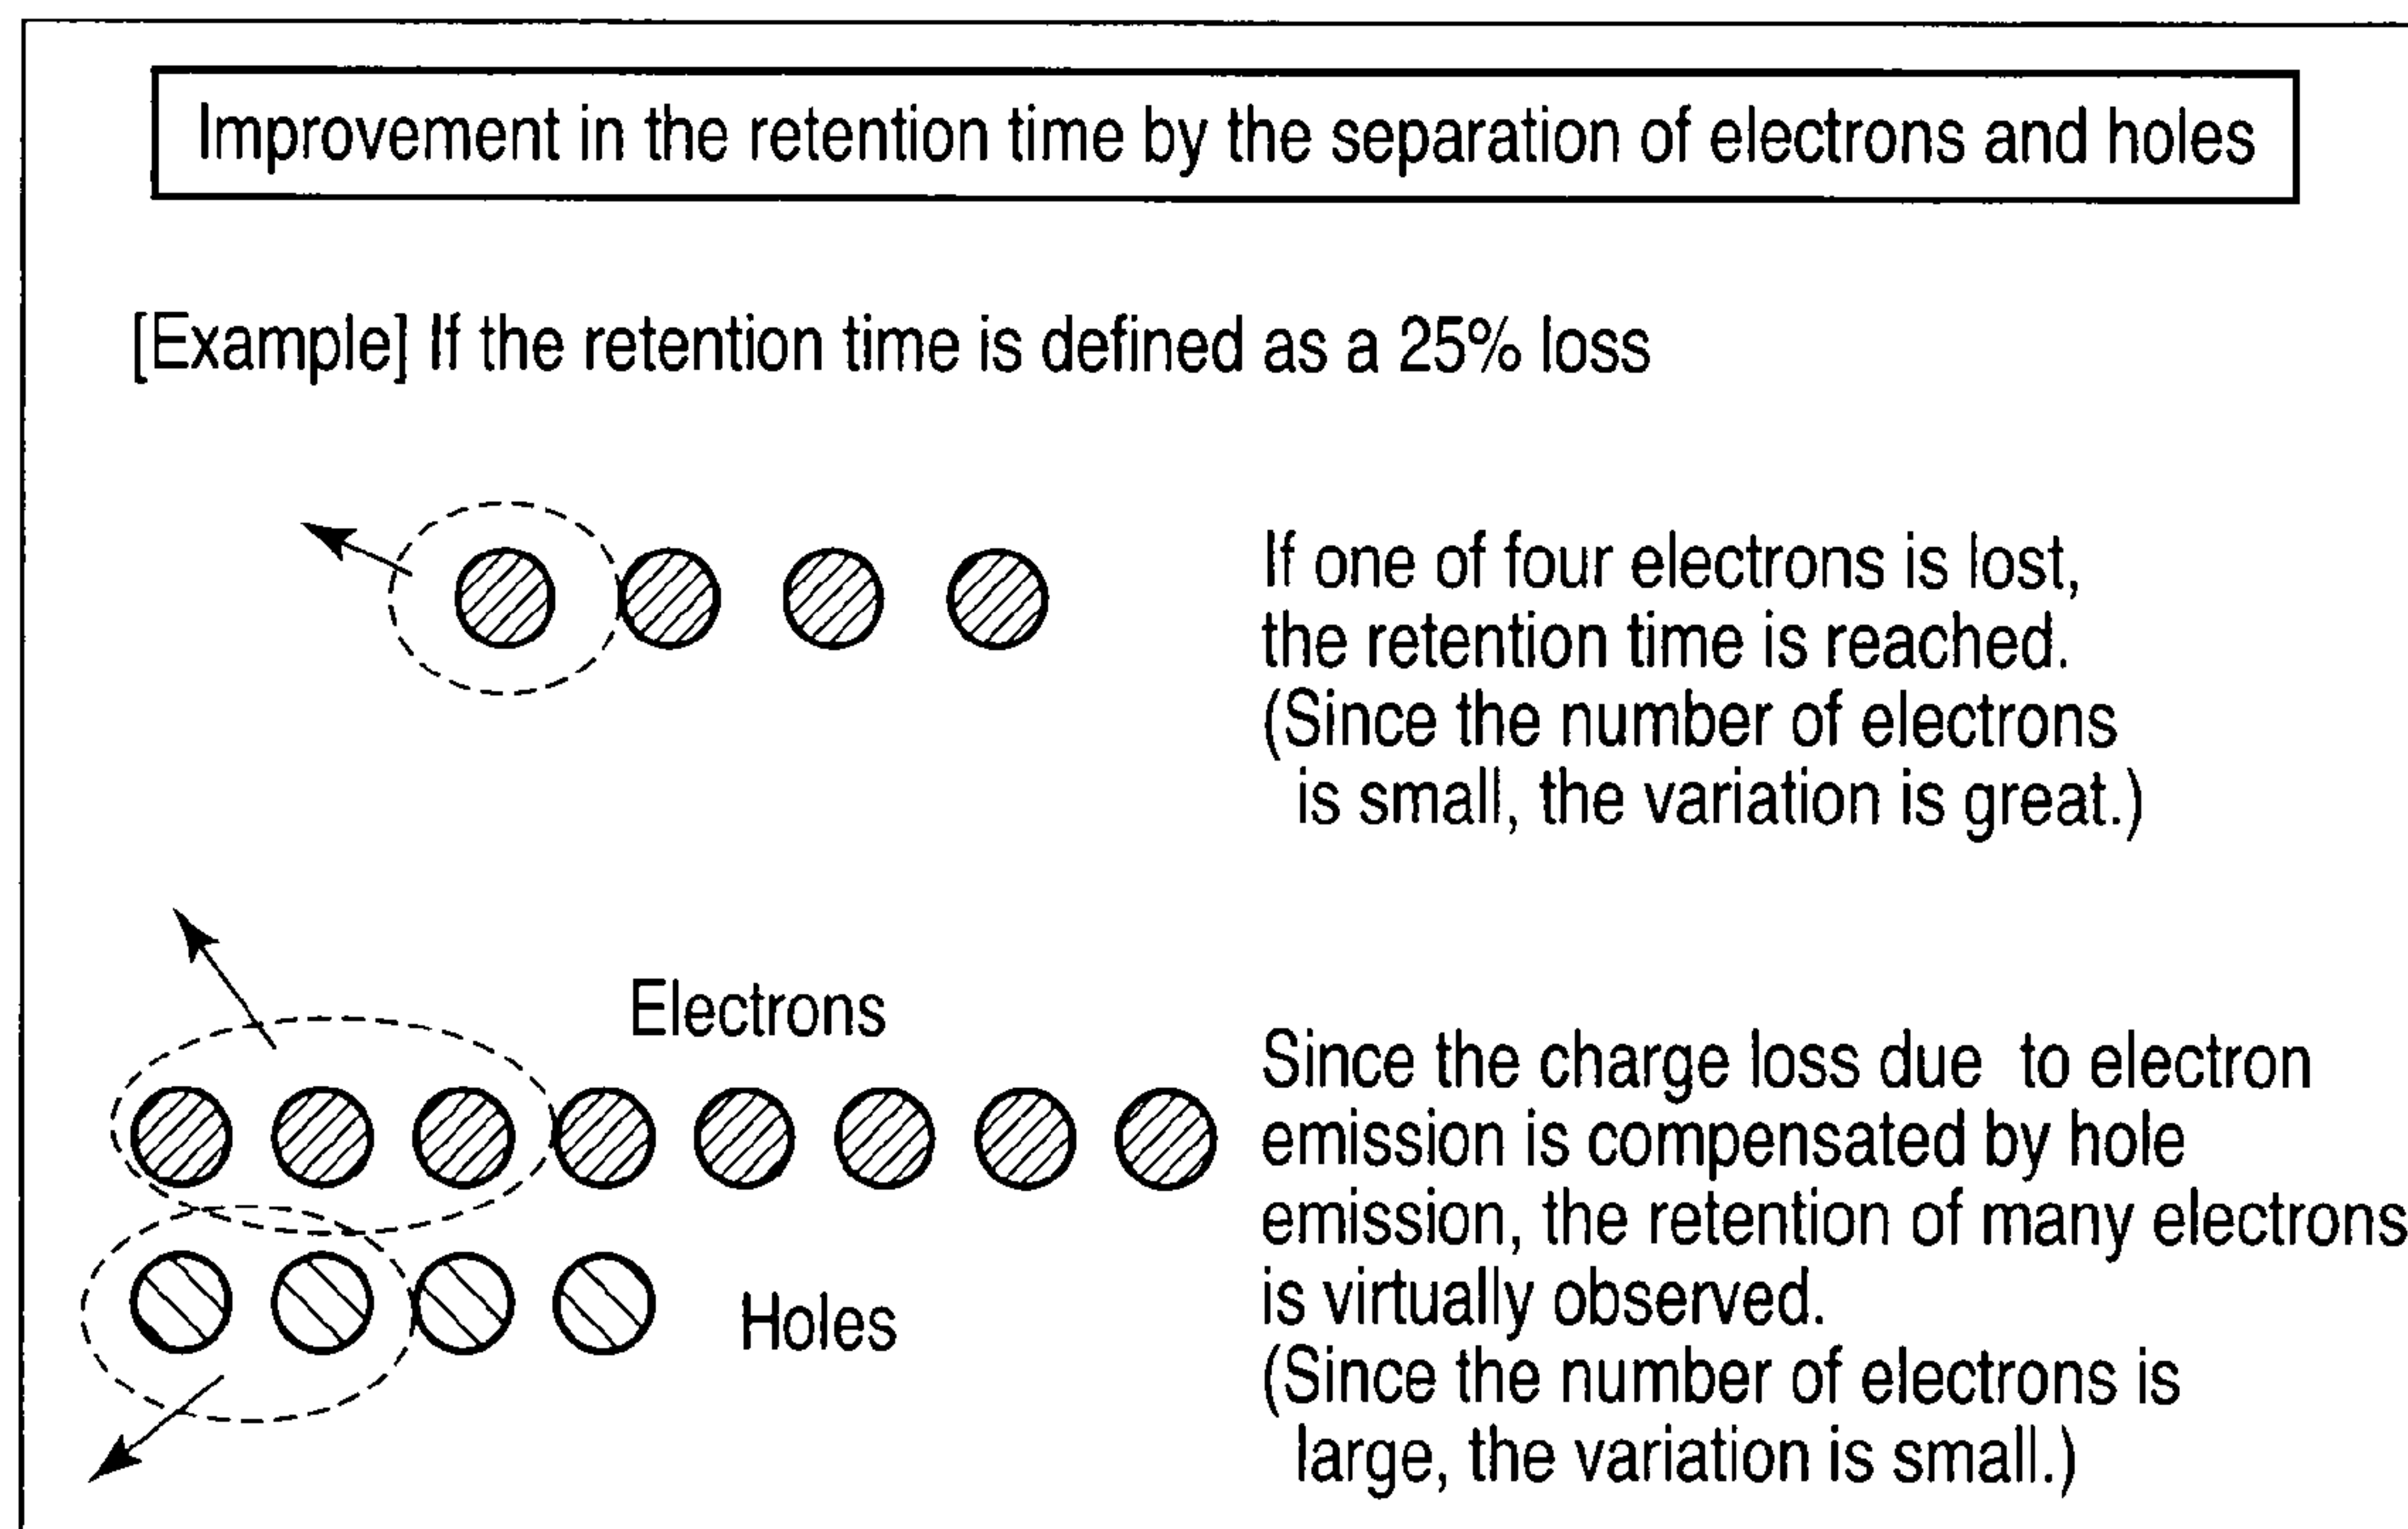 Improvement in the retention time by the separation of electrons and holes
[Example] If the retention time is defined as a 25% loss
If one of four electrons is lost,
the retention time is reached.
(Since the number of electrons
is small, the variation is great.)
Electrons
Since the charge loss due to electron
emission is compensated by hole
emission, the retention of many electrons
is virtually observed.
(Since the number of electrons is
large, the variation is small.)
Holes